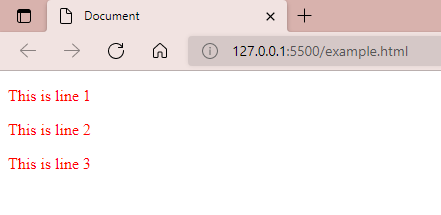 Document
127.0.0.1:5500/example.html
This is line 1
This is line 2
This is line 3